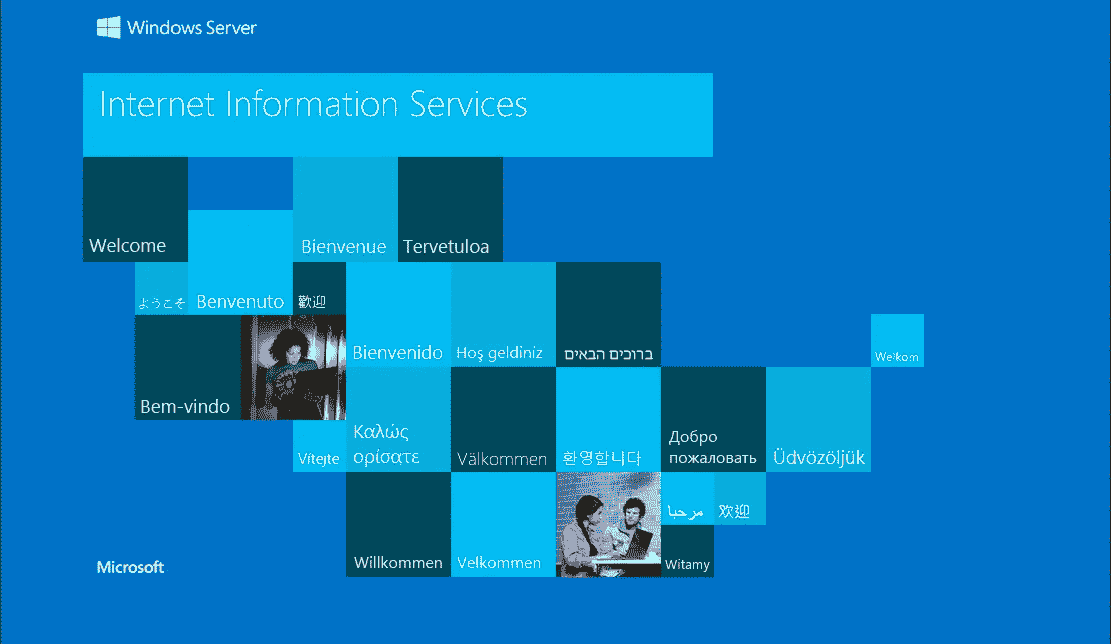 Windows Server
Internet Information Services
Welcome
Bienvenue
Tervetuloa
ようこそ
Benvenuto
歡迎
Bienvenido
Hoş geldiniz
ברוכים הבאים
Welkom
Bem-vindo
Vítejte
Καλώς
ορίσατε
Välkommen
환영합니다
Добро
пожаловать
Üdvözöljük
مرحبا
欢迎
Microsoft
Willkommen
Velkommen
Witamy